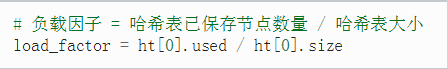 # 负载因子 = 哈希表已保存节点数量 / 哈希表大小
load_factor = ht[0].used / ht[0].size